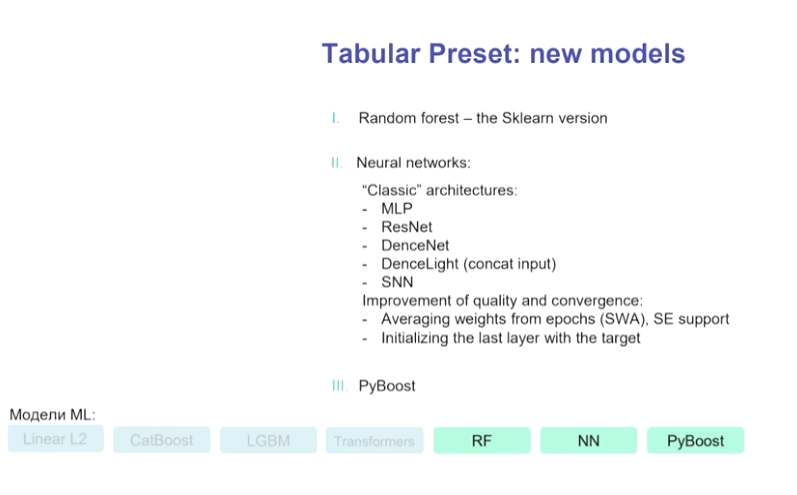 Tabular Preset: new models
I. Random forest – the Sklearn version
II. Neural networks:
“Classic” architectures:
- MLP
- ResNet
- DenceNet
- DenceLight (concat input)
- SNN
Improvement of quality and convergence:
- Averaging weights from epochs (SWA), SE support
- Initializing the last layer with the target
III. PyBoost
Модели ML:
Linear L2 CatBoost LGBM Transformers RF NN PyBoost